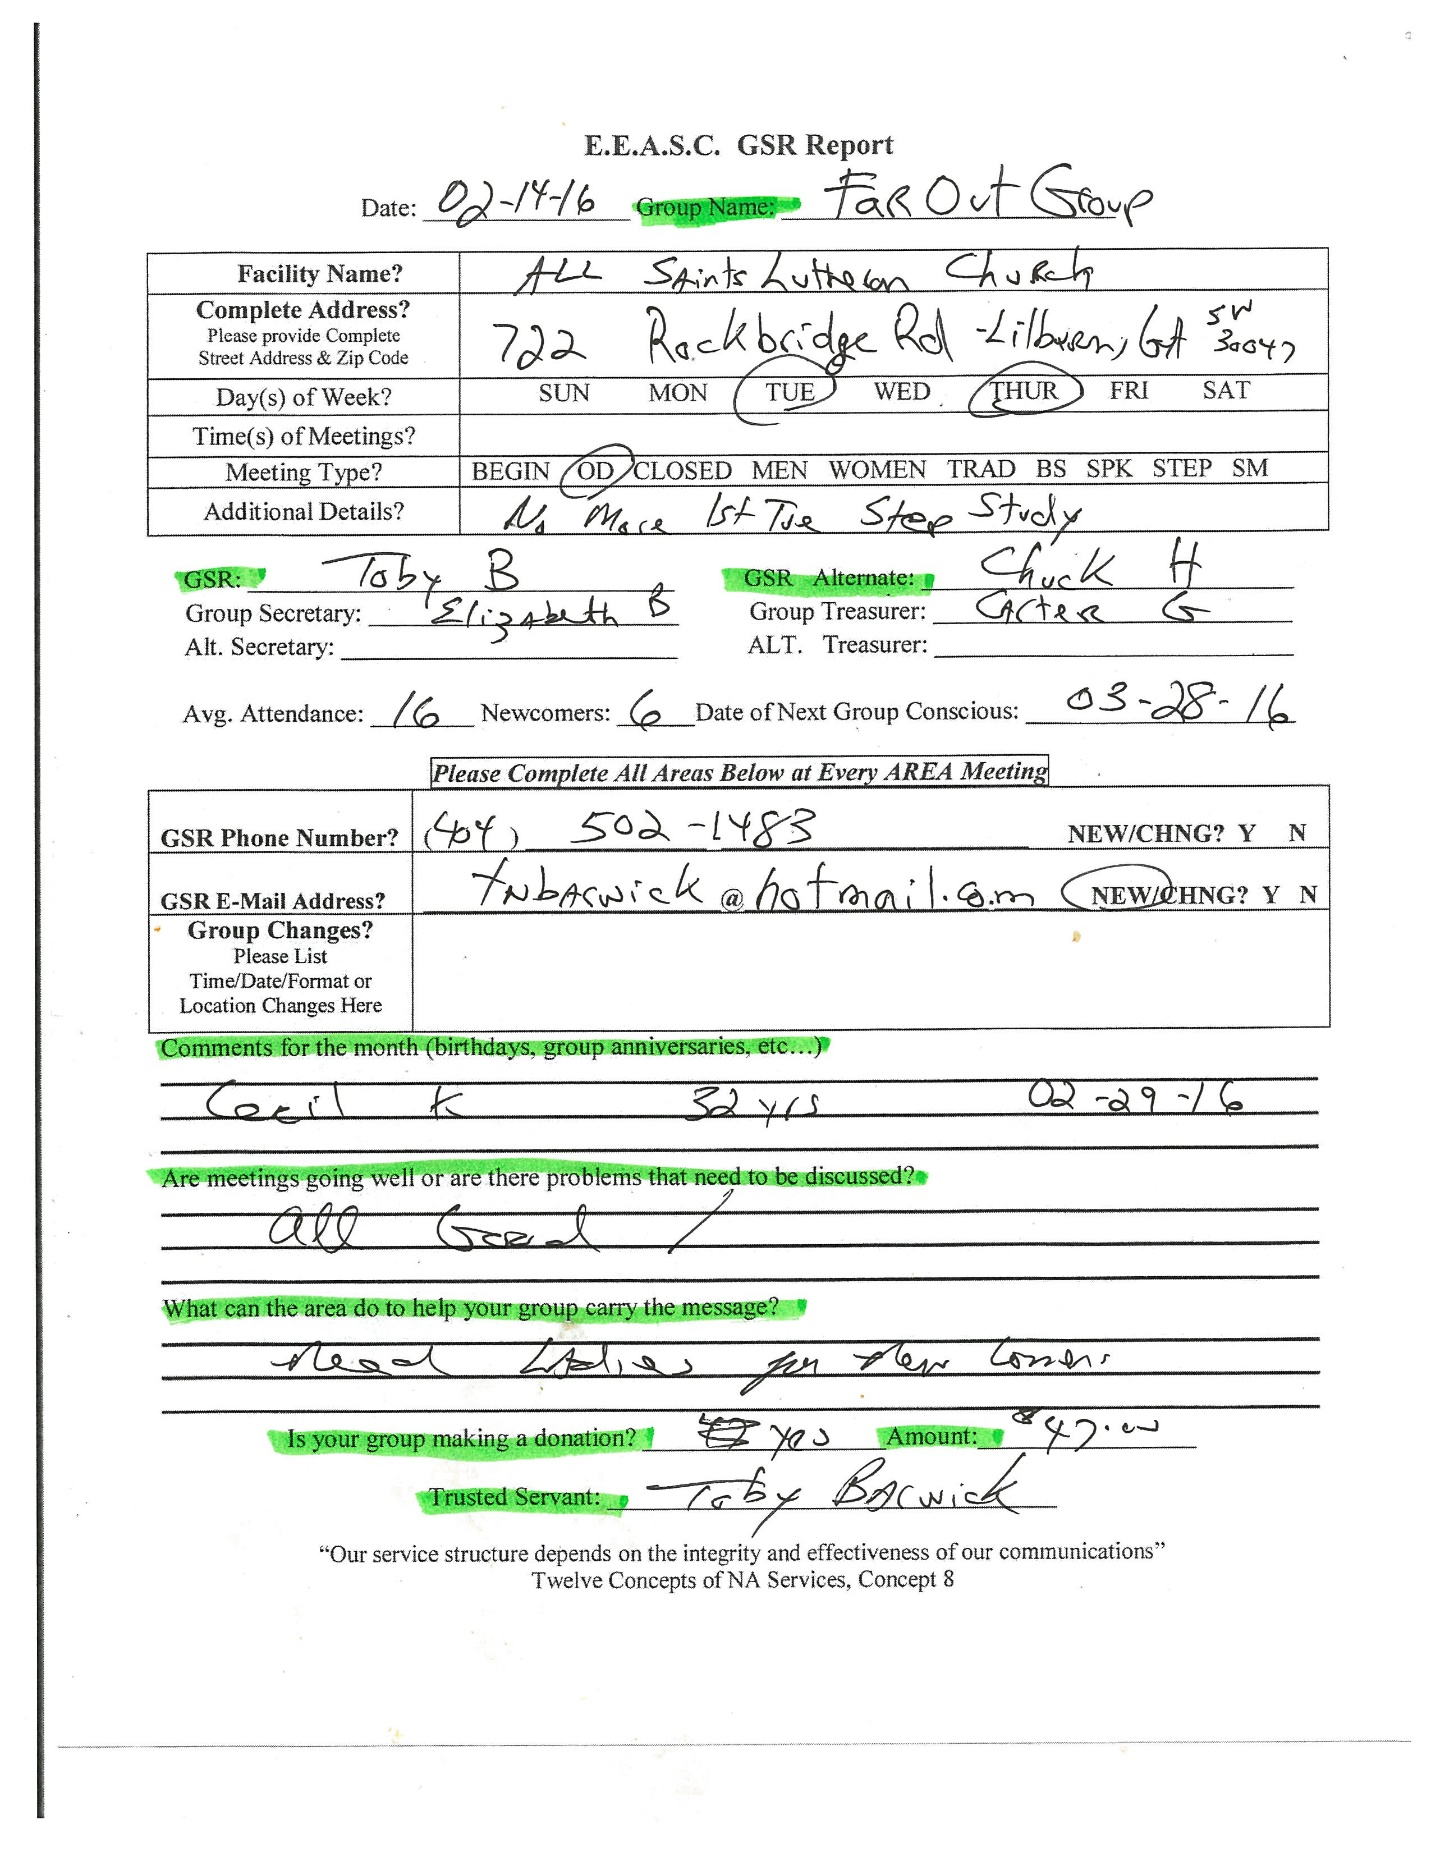 E.E.A.S.C. GSR Report
Date: 02-14-16 Group Name: Far Out Group
Facility Name? ALL Saints Lutheran Church
Complete Address? Please provide Complete Street Address & Zip Code 722 Rockbridge Rd SW - Lilburn, GA 30047
Day(s) of Week? SUN MON TUE WED THUR FRI SAT
Time(s) of Meetings?
Meeting Type? BEGIN OD CLOSED MEN WOMEN TRAD BS SPK STEP SM
Additional Details? No More 1st Tue Step Study
GSR: Toby B GSR Alternate: Chuck H
Group Secretary: Elizabeth B Group Treasurer: Carter G
Alt. Secretary: ALT. Treasurer:
Avg. Attendance: 16 Newcomers: 6 Date of Next Group Conscious: 03-28-16
Please Complete All Areas Below at Every AREA Meeting
GSR Phone Number? (404) 502-1483 NEW/CHNG? Y N
GSR E-Mail Address? tnbarwick@hotmail.com NEW/CHNG? Y N
Group Changes?
Please List
Time/Date/Format or
Location Changes Here
Comments for the month (birthdays, group anniversaries, etc…)
Cecil K 32 yrs 02-29-16
Are meetings going well or are there problems that need to be discussed?
All Good
What can the area do to help your group carry the message?
Need Ladies for New Comers
Is your group making a donation? yes Amount: $47.00
Trusted Servant: Toby Barwick
“Our service structure depends on the integrity and effectiveness of our communications”
Twelve Concepts of NA Services, Concept 8